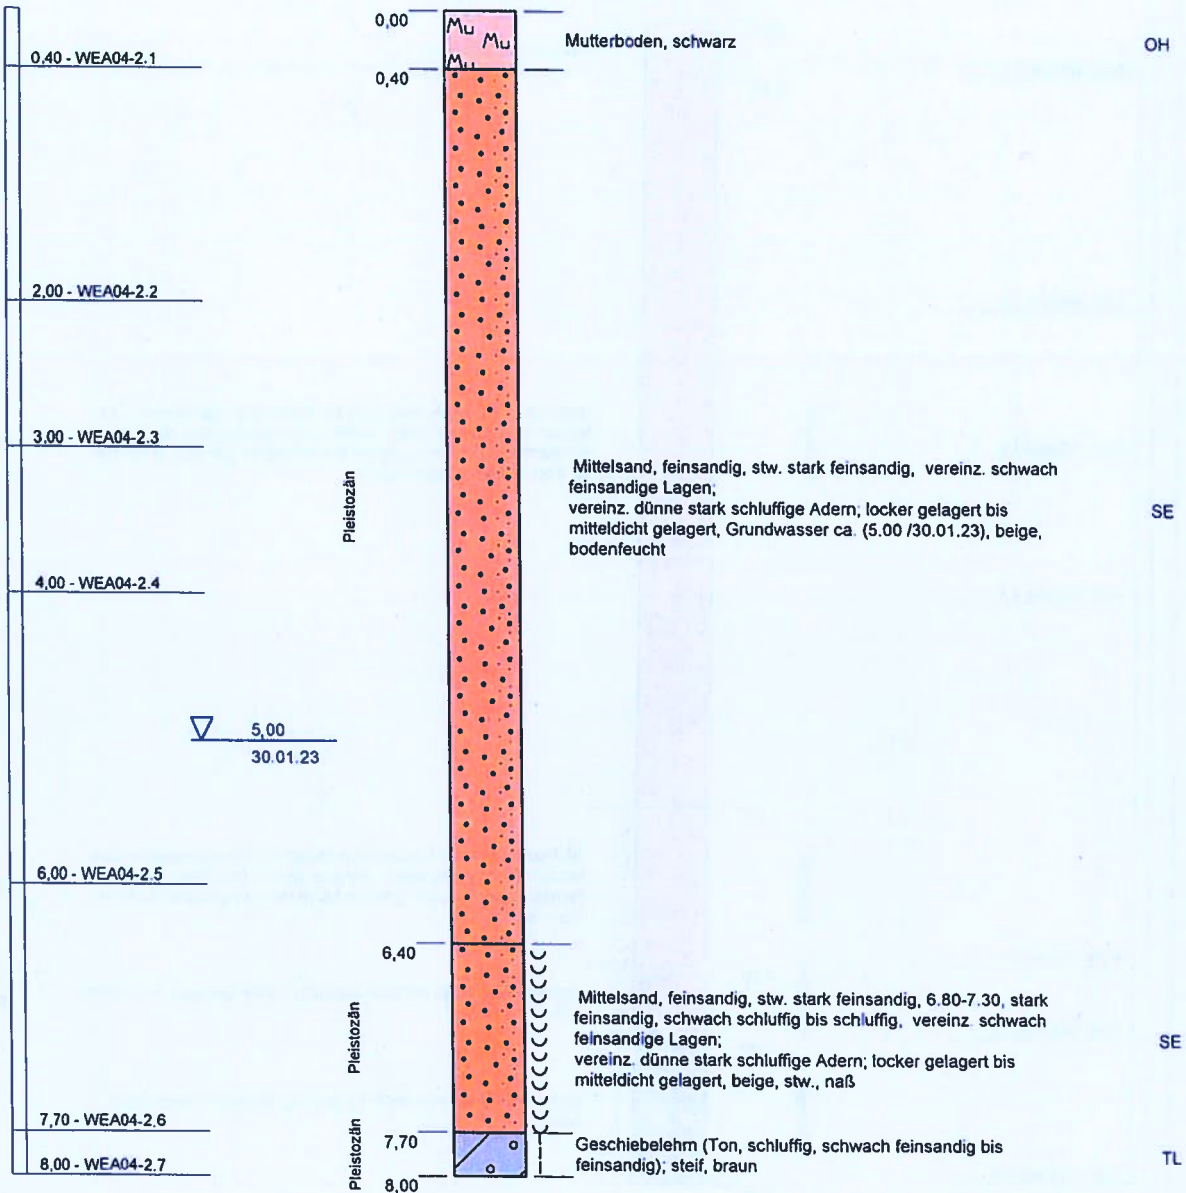 0,00
Mu
Mu
Mu
Mutterboden, schwarz
OH
0,40 - WEA04-2.1
0,40
2,00 - WEA04-2.2
3,00 - WEA04-2.3
Pleistozän
Mittelsand, feinsandig, stw. stark feinsandig, vereinz. schwach
feinsandige Lagen;
vereinz. dünne stark schluffige Adern; locker gelagert bis
mitteldicht gelagert, Grundwasser ca. (5.00 /30.01.23), beige,
bodenfeucht
SE
4,00 - WEA04-2.4
5,00
30.01.23
6,00 - WEA04-2.5
6,40
Pleistozän
Mittelsand, feinsandig, stw. stark feinsandig, 6.80-7.30, stark
feinsandig, schwach schluffig bis schluffig, vereinz. schwach
feinsandige Lagen;
vereinz. dünne stark schluffige Adern; locker gelagert bis
mitteldicht gelagert, beige, stw., naß
SE
7,70 - WEA04-2.6
7,70
Pleistozän
Geschiebelehm (Ton, schluffig, schwach feinsandig bis
feinsandig); steif, braun
TL
8,00 - WEA04-2.7
8,00